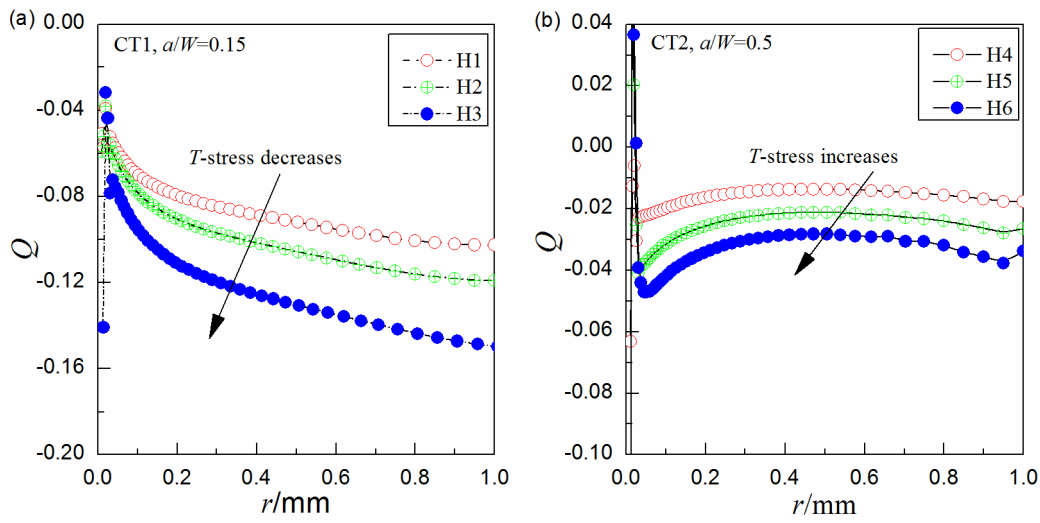 (a)
CT1, a/W=0.15
H1
H2
H3
T-stress decreases
Q
0.00
-0.04
-0.08
-0.12
-0.16
-0.20
0.0 0.2 0.4 0.6 0.8 1.0
r/mm
(b)
CT2, a/W=0.5
H4
H5
H6
T-stress increases
Q
0.04
0.02
0.00
-0.02
-0.04
-0.06
-0.08
-0.10
0.0 0.2 0.4 0.6 0.8 1.0
r/mm